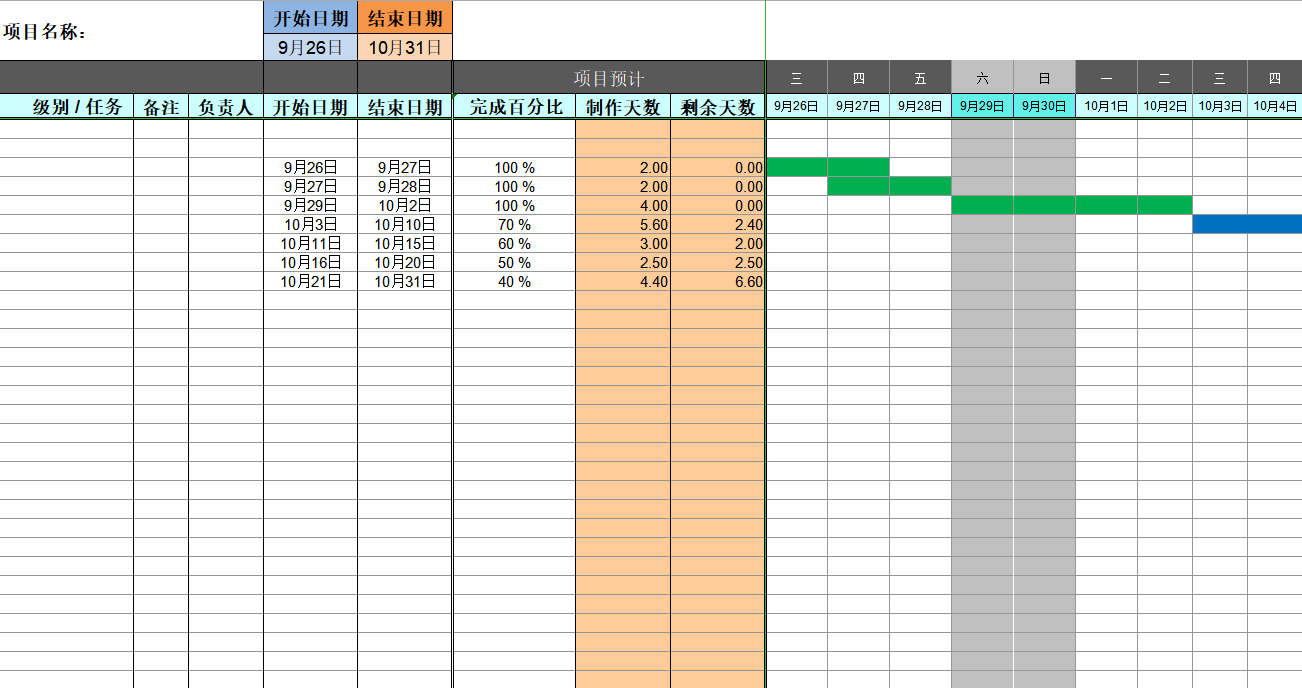 项目名称: 开始日期 结束日期
9月26日 10月31日
项目预计 三 四 五 六 日 一 二 三 四
级别 / 任务 备注 负责人 开始日期 结束日期 完成百分比 制作天数 剩余天数 9月26日 9月27日 9月28日 9月29日 9月30日 10月1日 10月2日 10月3日 10月4日
9月26日 9月27日 100 % 2.00 0.00
9月27日 9月28日 100 % 2.00 0.00
9月29日 10月2日 100 % 4.00 0.00
10月3日 10月10日 70 % 5.60 2.40
10月11日 10月15日 60 % 3.00 2.00
10月16日 10月20日 50 % 2.50 2.50
10月21日 10月31日 40 % 4.40 6.60